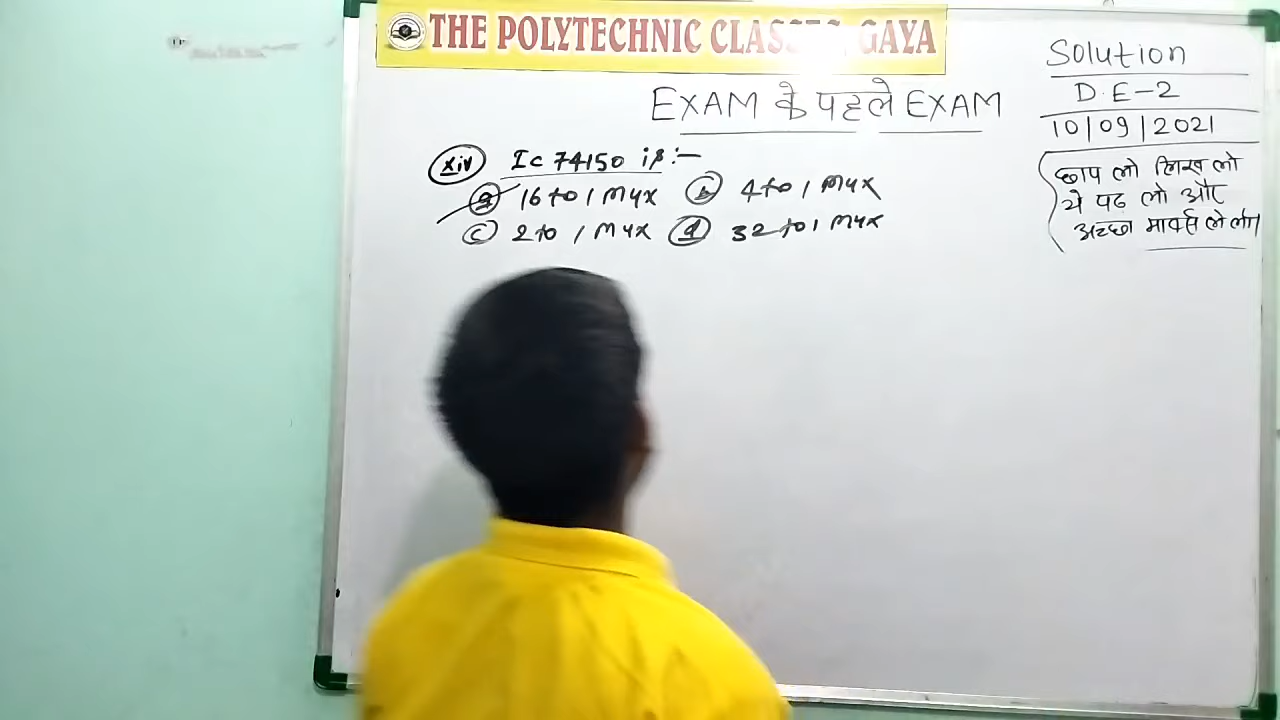 THE POLYTECHNIC CLASSES, GAYA
EXAM के पहले EXAM
Solution
D.E-2
10/09/2021
छाप लो लिख लो
ये पढ़ लो और
अच्छा मार्क्स ले लो
(xiv) Ic 74150 is:-
(a) 16 to 1 Mux (b) 4 to 1 Mux
(c) 2 to 1 Mux (d) 32 to 1 Mux